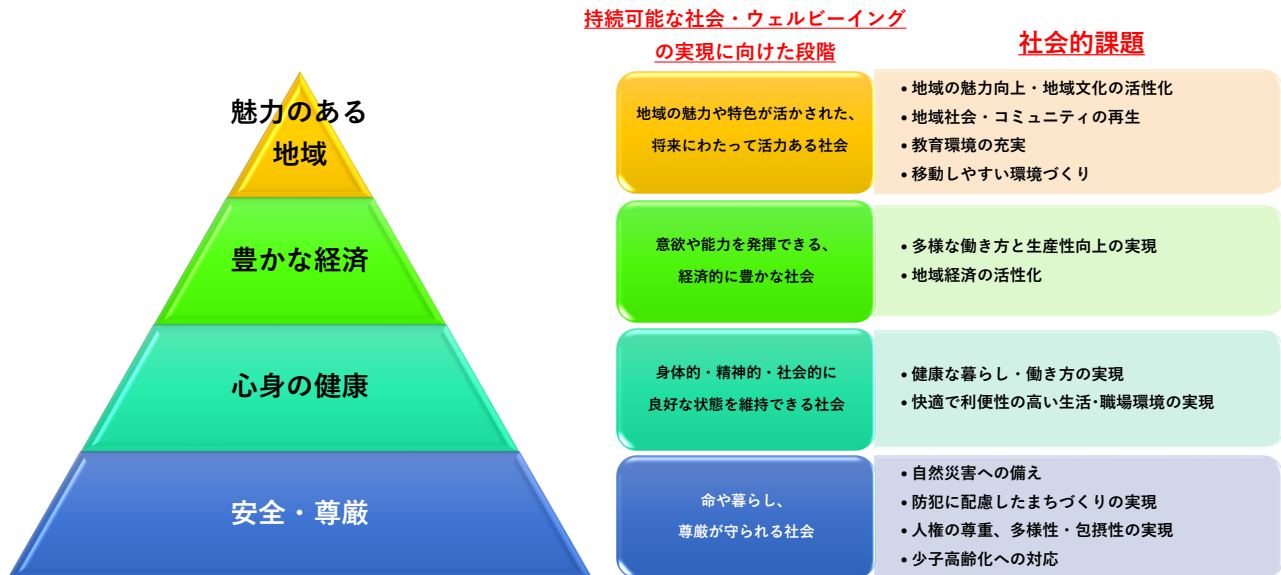 持続可能な社会・ウェルビーイング
の実現に向けた段階
社会的課題
魅力のある
地域
地域の魅力や特色が活かされた、
将来にわたって活力ある社会
• 地域の魅力向上・地域文化の活性化
• 地域社会・コミュニティの再生
• 教育環境の充実
• 移動しやすい環境づくり
豊かな経済
意欲や能力を発揮できる、
経済的に豊かな社会
• 多様な働き方と生産性向上の実現
• 地域経済の活性化
心身の健康
身体的・精神的・社会的に
良好な状態を維持できる社会
• 健康な暮らし・働き方の実現
• 快適で利便性の高い生活・職場環境の実現
安全・尊厳
命や暮らし、
尊厳が守られる社会
• 自然災害への備え
• 防犯に配慮したまちづくりの実現
• 人権の尊重、多様性・包摂性の実現
• 少子高齢化への対応